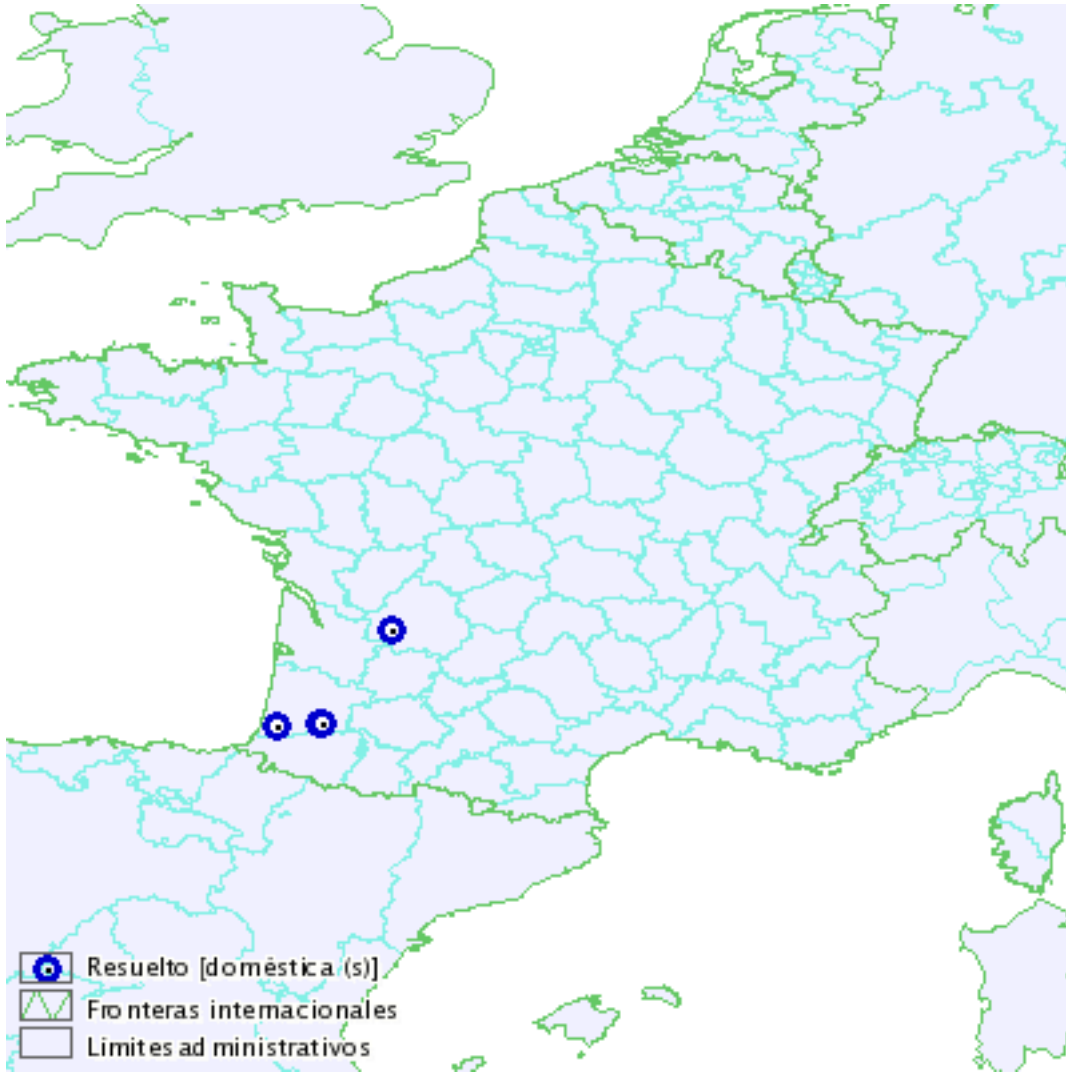 Resuelto [doméstica (s)]
Fronteras internacionales
Límites administrativos